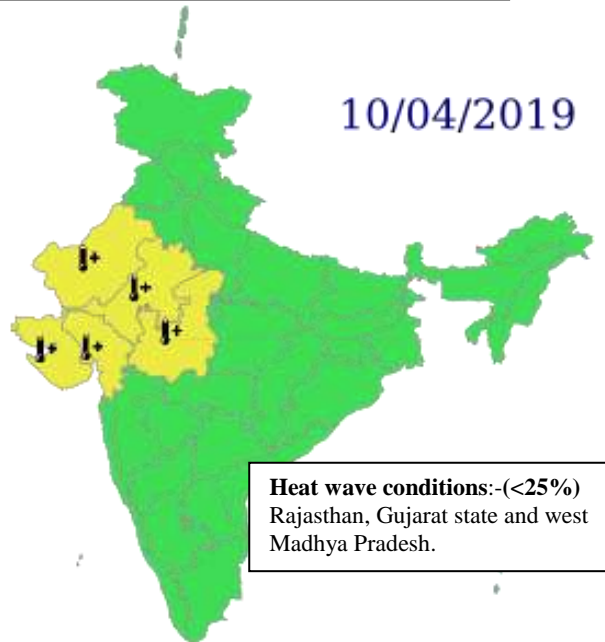 10/04/2019
Heat wave conditions:-(<25%)
Rajasthan, Gujarat state and west
Madhya Pradesh.